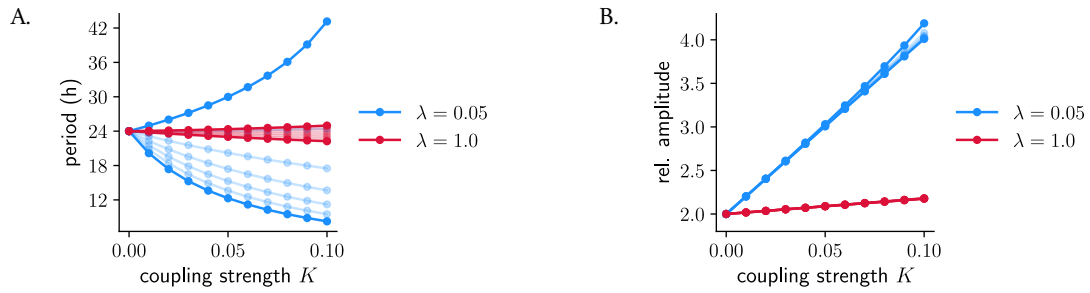 A.
period (h)
42
36
30
24
18
12
0.00
0.05
0.10
coupling strength K
λ = 0.05
λ = 1.0
B.
rel. amplitude
4.0
3.5
3.0
2.5
2.0
0.00
0.05
0.10
coupling strength K
λ = 0.05
λ = 1.0